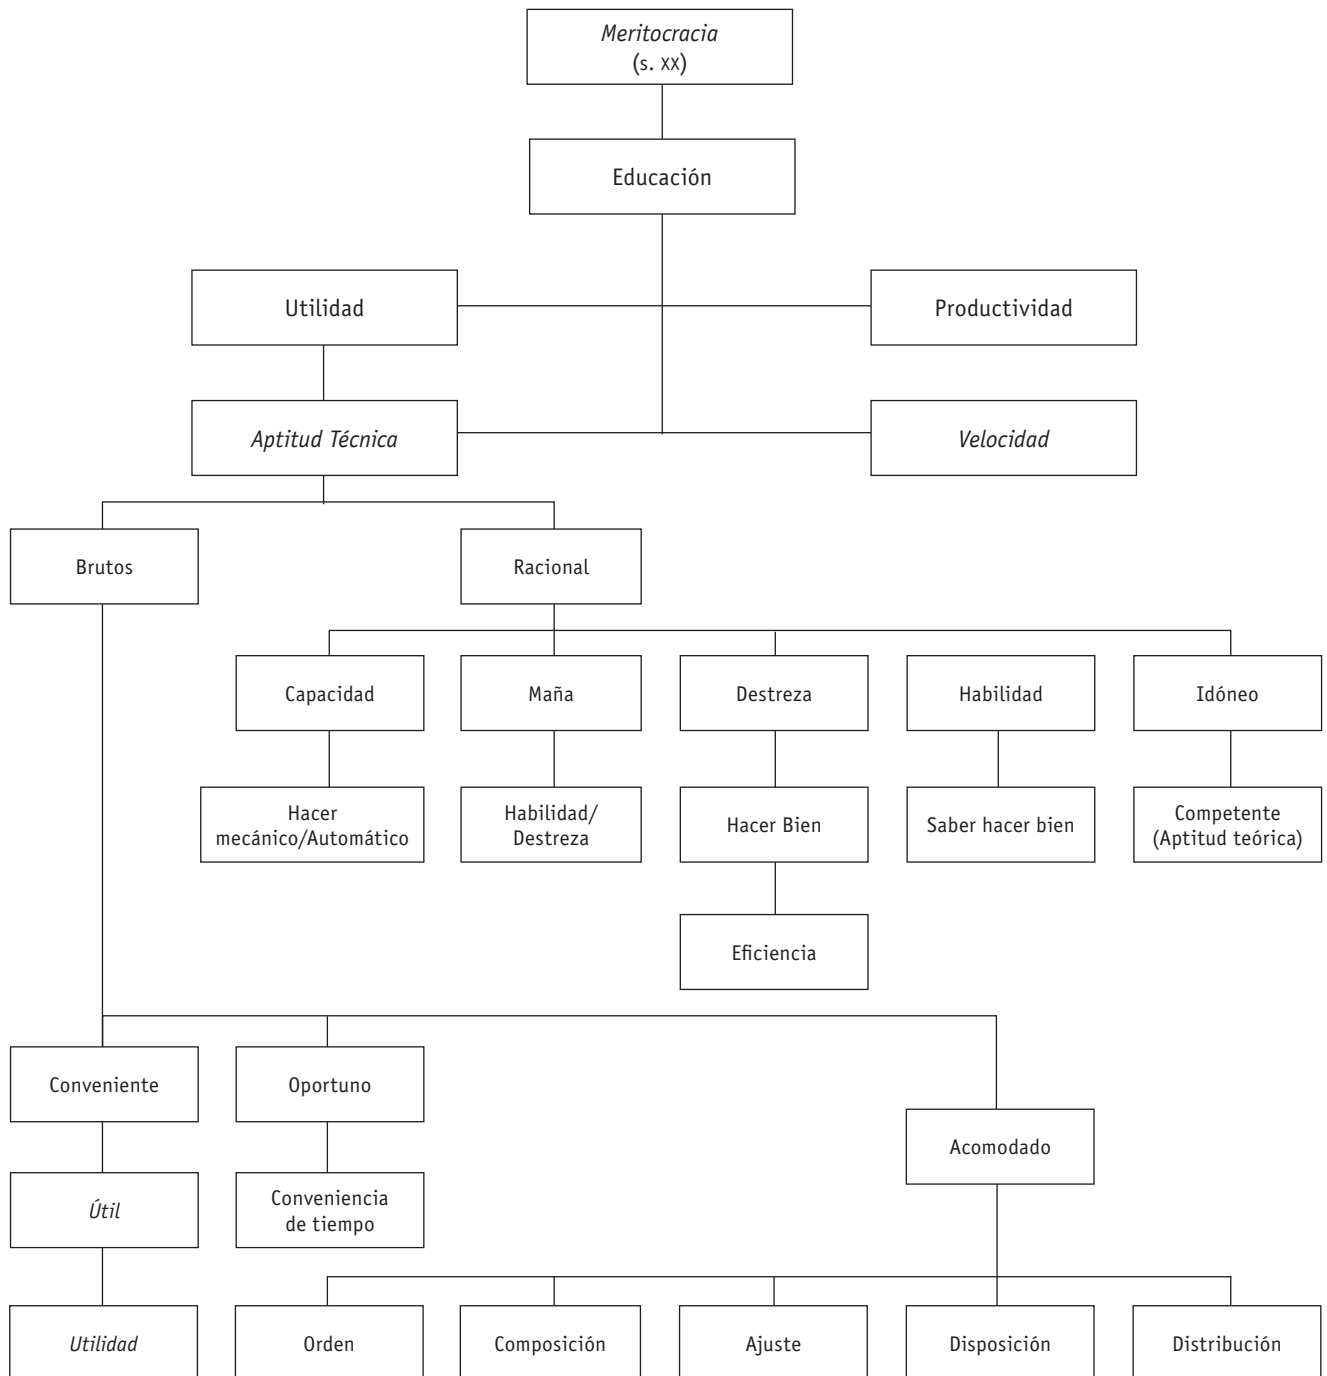 Meritocracia
(s. XX)
Educación
Utilidad
Productividad
Aptitud Técnica
Velocidad
Brutos
Racional
Capacidad
Maña
Destreza
Habilidad
Idóneo
Hacer
mecánico/Automático
Habilidad/
Destreza
Hacer Bien
Saber hacer bien
Competente
(Aptitud teórica)
Eficiencia
Conveniente
Oportuno
Acomodado
Útil
Conveniencia
de tiempo
Utilidad
Orden
Composición
Ajuste
Disposición
Distribución